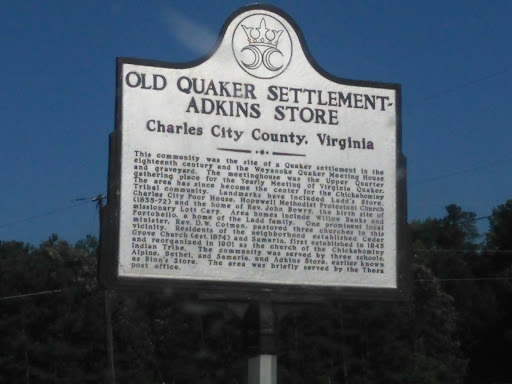 OLD QUAKER SETTLEMENT-
ADKINS STORE
Charles City County, Virginia
This community was the site of a Quaker settlement in the
eighteenth century and the Weyanoke Quaker Meeting House
and graveyard. The meetinghouse was the Upper Quarter
gathering place for the Yearly Meeting of Virginia Quaker.
The area has since become the center for the Chickahominy
Tribal community. Landmarks have included Ladd's Store,
Charles City Poor House, Hopewell Methodist Protestant Church
(1835-72) and the home of Rev. John Bowry, the birth site of
missionary Lott Cary. Area homes include Willow Banks and
Portobello, a home of the Ladd family. One prominent local
minister, Rev. Cotman, pastored three churches in this
vicinity. Residents of the neighborhood established Cedar
Grove Church (est. 1874) and Samaria, first established in 1843
and reorganized in 1901 as the church of the Chickahominy
Indian Tribe. The community was served by three schools,
Alpine, Bethel, and Samaria, and Adkins Store, earlier known
as Binn's Store. The area was briefly served by the Thera
post office.